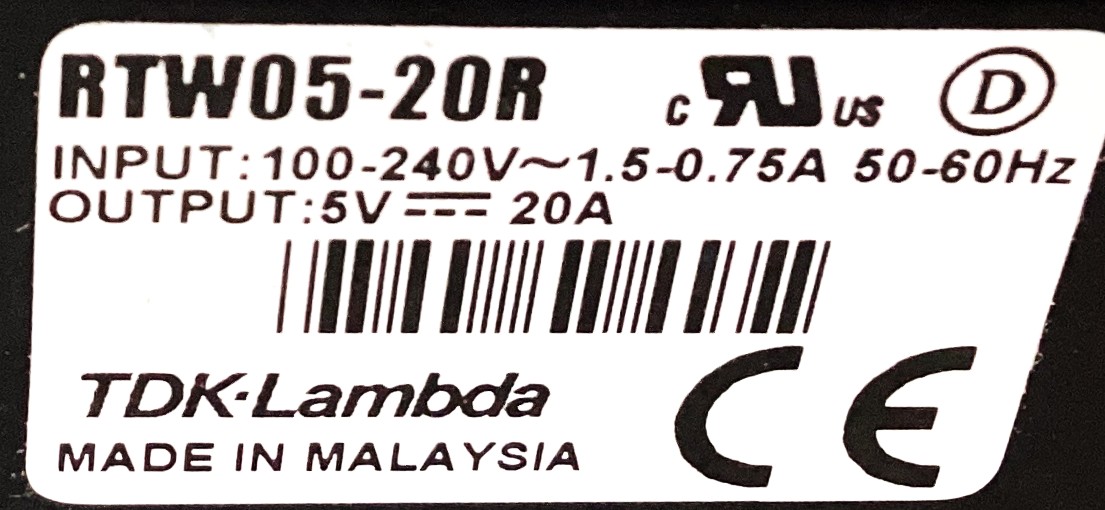 RTW05-20R c RU US D
INPUT:100-240V~1.5-0.75A 50-60Hz
OUTPUT:5V⎓20A
TDK-Lambda
MADE IN MALAYSIA
CE